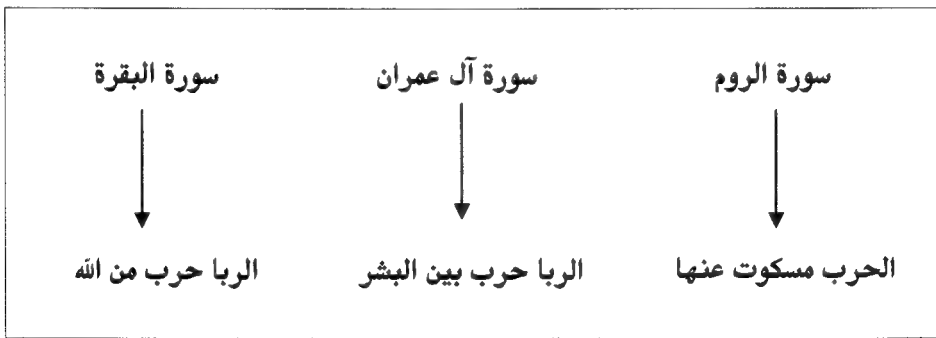 سورة الروم سورة آل عمران سورة البقرة
الحرب مسكوت عنها الربا حرب بين البشر الربا حرب من الله